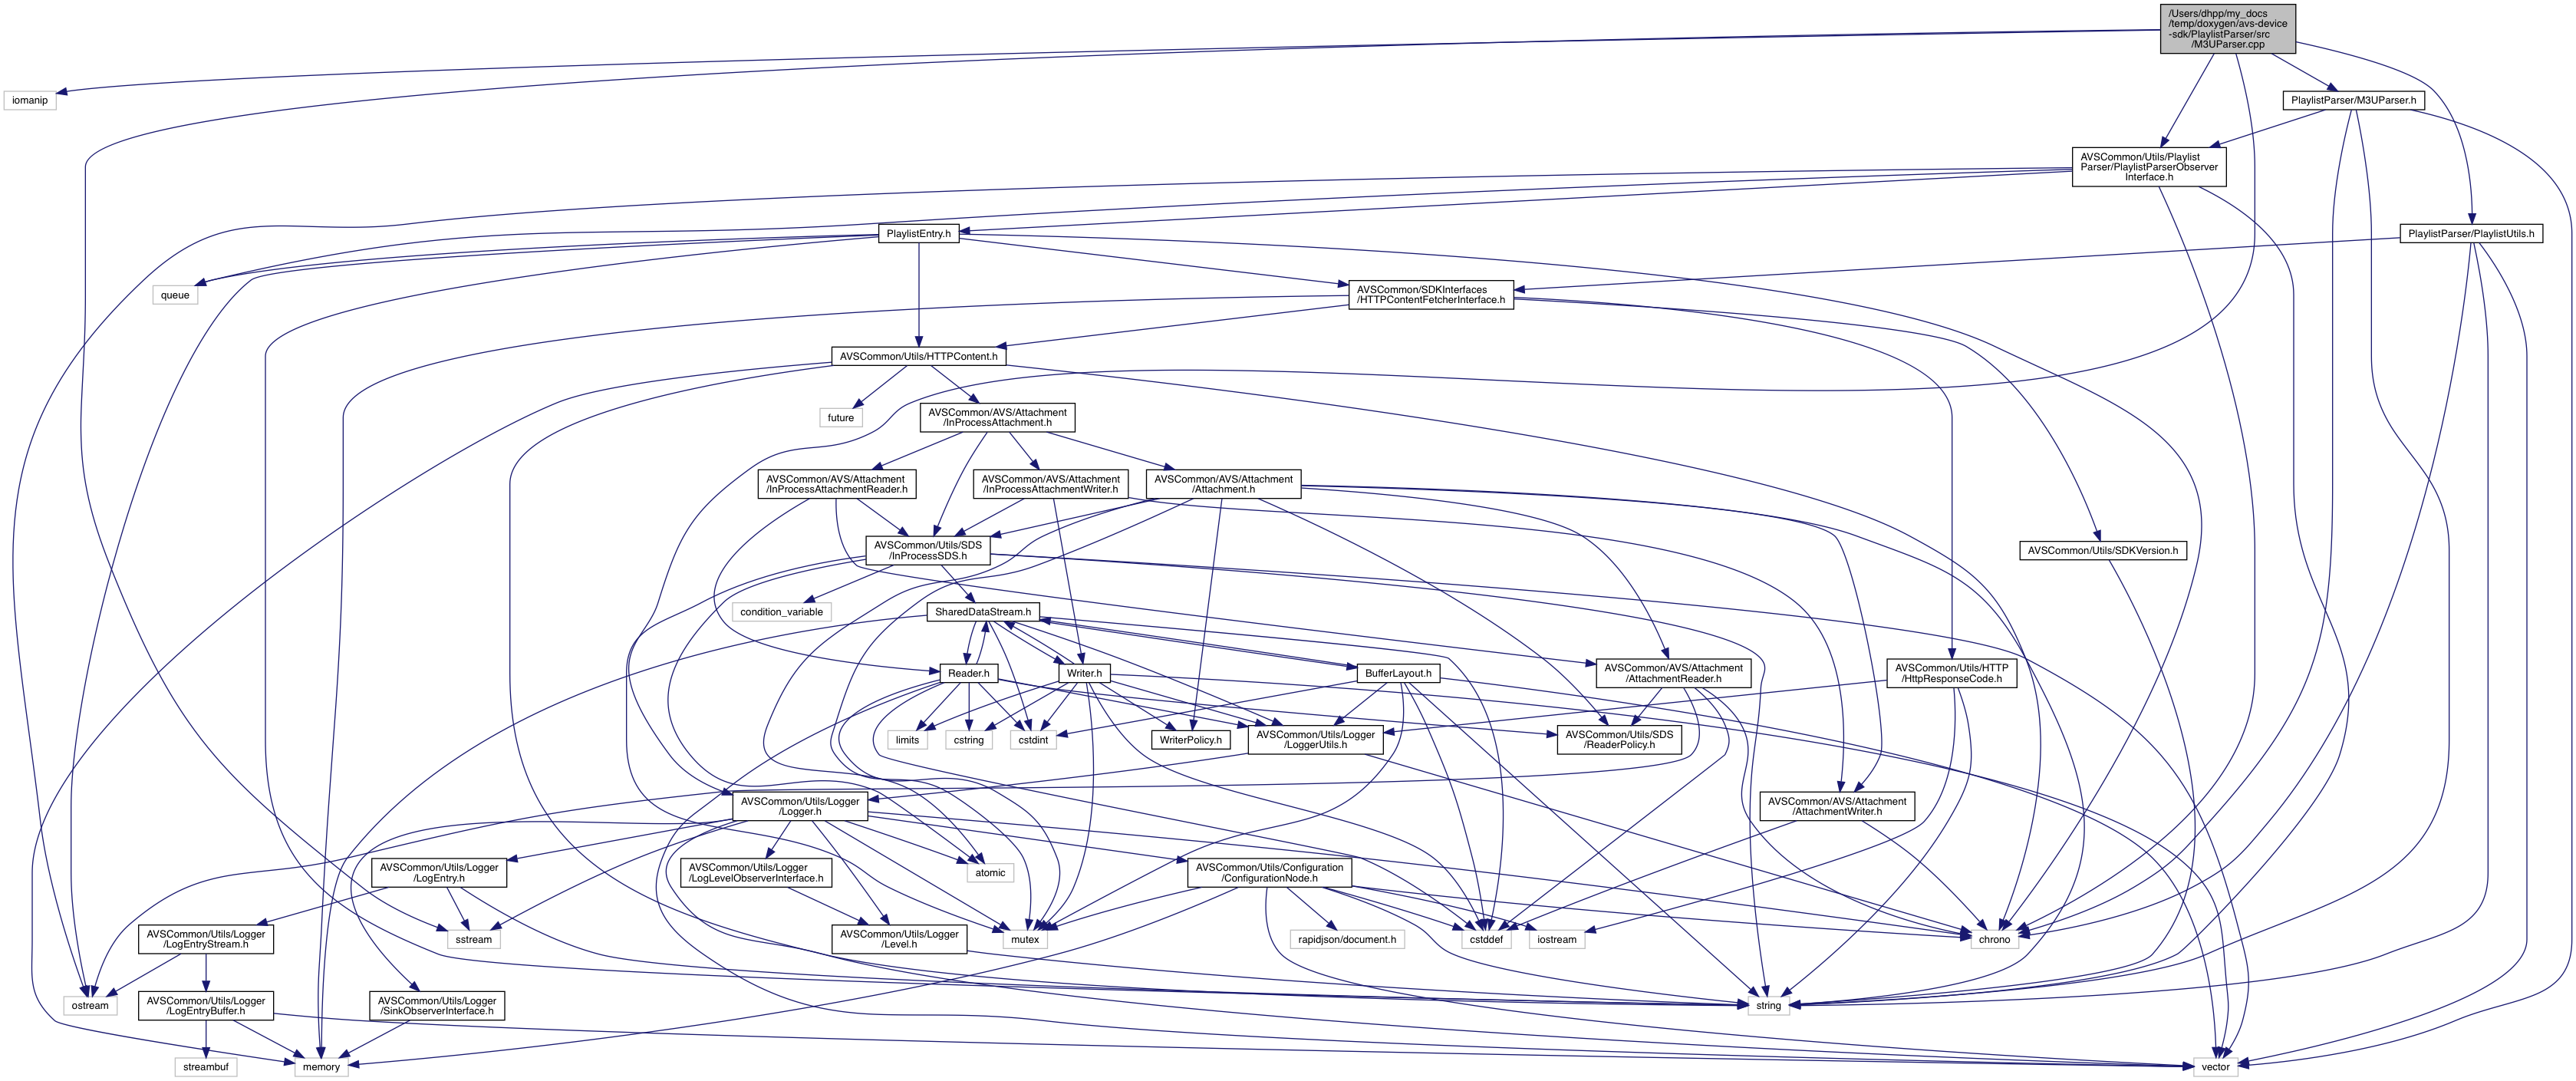 /Users/dhpp/my_docs
/temp/doxygen/avs-device
-sdk/PlaylistParser/src
/M3UParser.cpp
iomanip
PlaylistParser/M3UParser.h
AVSCommon/Utils/Playlist
Parser/PlaylistParserObserver
Interface.h
PlaylistEntry.h
PlaylistParser/PlaylistUtils.h
queue
AVSCommon/SDKInterfaces
/HTTPContentFetcherInterface.h
AVSCommon/Utils/HTTPContent.h
future
AVSCommon/AVS/Attachment
/InProcessAttachment.h
AVSCommon/AVS/Attachment
/InProcessAttachmentReader.h
AVSCommon/AVS/Attachment
/InProcessAttachmentWriter.h
AVSCommon/AVS/Attachment
/Attachment.h
AVSCommon/Utils/SDS
/InProcessSDS.h
AVSCommon/Utils/SDKVersion.h
condition_variable
SharedDataStream.h
Reader.h
Writer.h
BufferLayout.h
AVSCommon/AVS/Attachment
/AttachmentReader.h
AVSCommon/Utils/HTTP
/HttpResponseCode.h
limits
cstring
cstdint
WriterPolicy.h
AVSCommon/Utils/Logger
/LoggerUtils.h
AVSCommon/Utils/SDS
/ReaderPolicy.h
AVSCommon/Utils/Logger
/Logger.h
AVSCommon/AVS/Attachment
/AttachmentWriter.h
AVSCommon/Utils/Logger
/LogEntry.h
AVSCommon/Utils/Logger
/LogLevelObserverInterface.h
atomic
AVSCommon/Utils/Configuration
/ConfigurationNode.h
AVSCommon/Utils/Logger
/LogEntryStream.h
sstream
AVSCommon/Utils/Logger
/Level.h
mutex
rapidjson/document.h
cstddef
iostream
chrono
ostream
AVSCommon/Utils/Logger
/LogEntryBuffer.h
AVSCommon/Utils/Logger
/SinkObserverInterface.h
string
streambuf
memory
vector